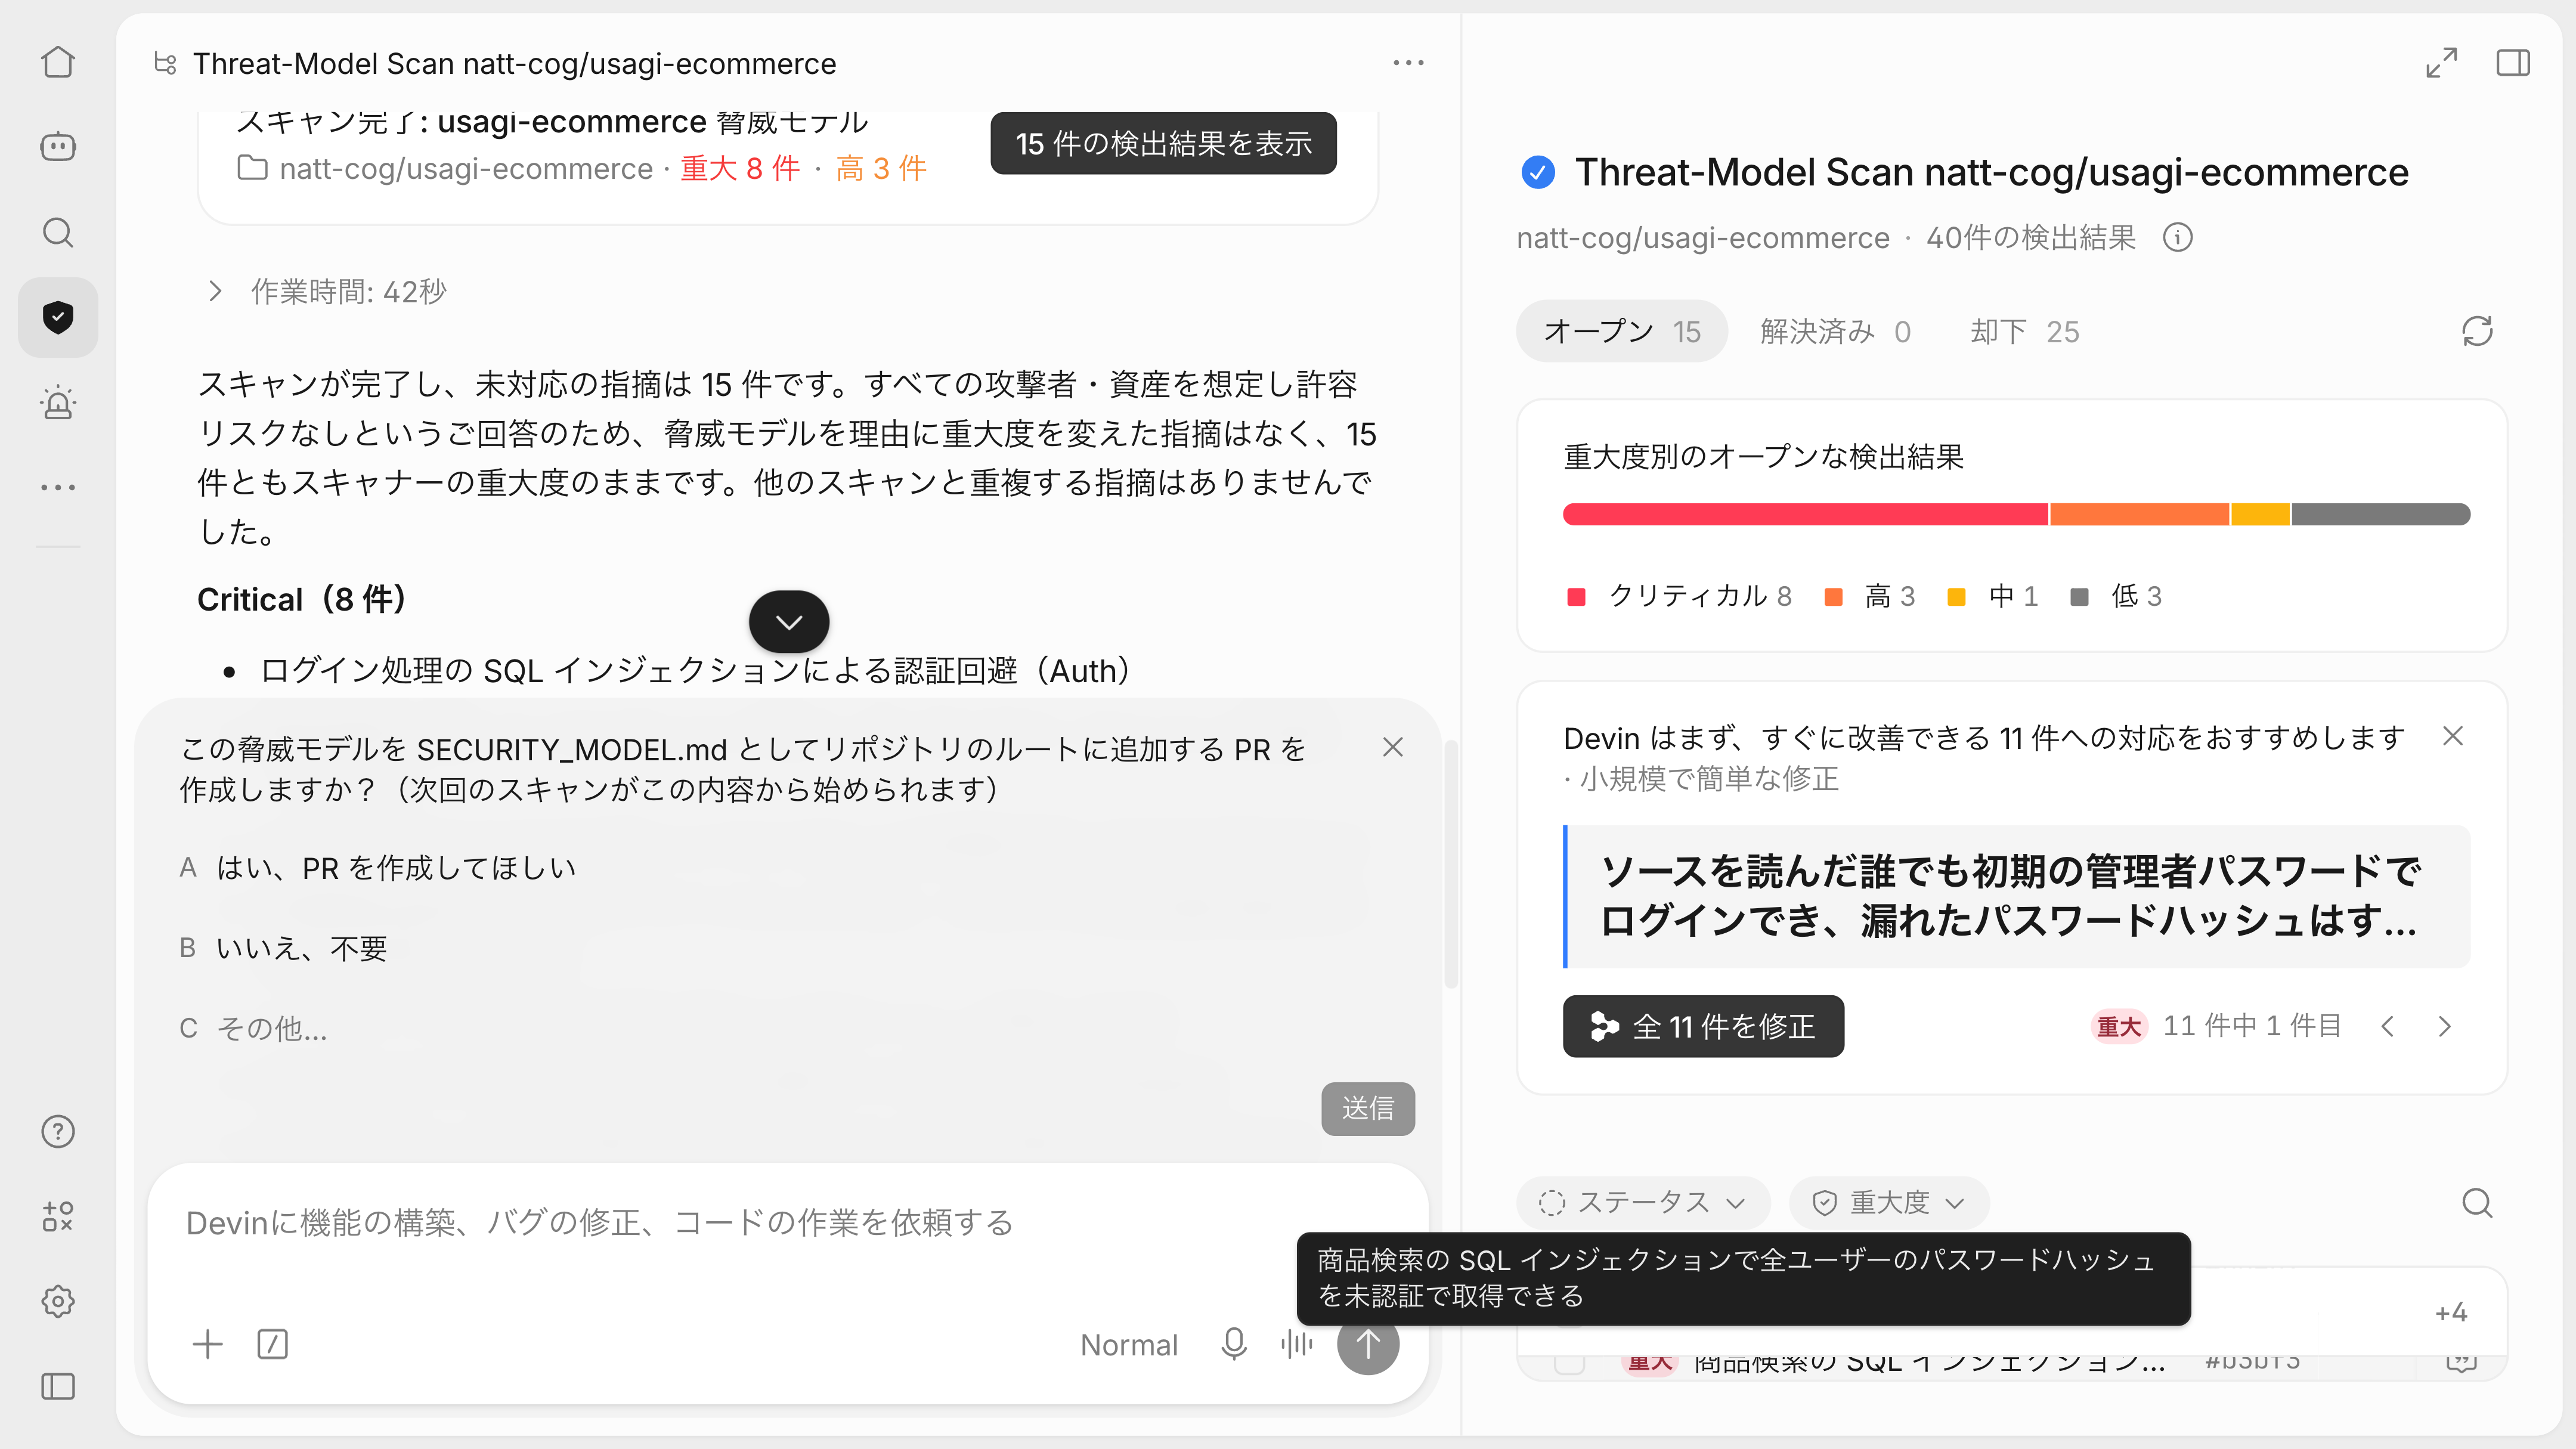 Threat-Model Scan natt-cog/usagi-ecommerce
スキャン完了: usagi-ecommerce 脅威モデル
natt-cog/usagi-ecommerce · 重大 8 件 · 高 3 件
15 件の検出結果を表示
作業時間: 42秒
スキャンが完了し、未対応の指摘は 15 件です。すべての攻撃者・資産を想定し許容
リスクなしというご回答のため、脅威モデルを理由に重大度を変えた指摘はなく、15
件ともスキャナーの重大度のままです。他のスキャンと重複する指摘はありませんで
した。
Critical（8 件）
• ログイン処理の SQL インジェクションによる認証回避（Auth）
この脅威モデルを SECURITY_MODEL.md としてリポジトリのルートに追加する PR を
作成しますか？（次回のスキャンがこの内容から始められます）
A はい、PR を作成してほしい
B いいえ、不要
C その他...
送信
Devinに機能の構築、バグの修正、コードの作業を依頼する
Normal
Threat-Model Scan natt-cog/usagi-ecommerce
natt-cog/usagi-ecommerce · 40件の検出結果
オープン 15 解決済み 0 却下 25
重大度別のオープンな検出結果
クリティカル 8 高 3 中 1 低 3
Devin はまず、すぐに改善できる 11 件への対応をおすすめします
· 小規模で簡単な修正
ソースを読んだ誰でも初期の管理者パスワードで
ログインでき、漏れたパスワードハッシュはす...
全 11 件を修正
重大 11 件中 1 件目
ステータス 重大度
商品検索の SQL インジェクションで全ユーザーのパスワードハッシュ
を未認証で取得できる
+4
重大 商品検索の SQL インジェクション... #b3bf3